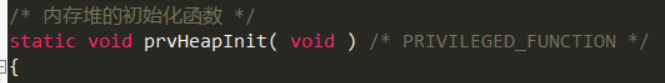 /* 内存堆的初始化函数 */
static void prvHeapInit( void ) /* PRIVILEGED_FUNCTION */
{